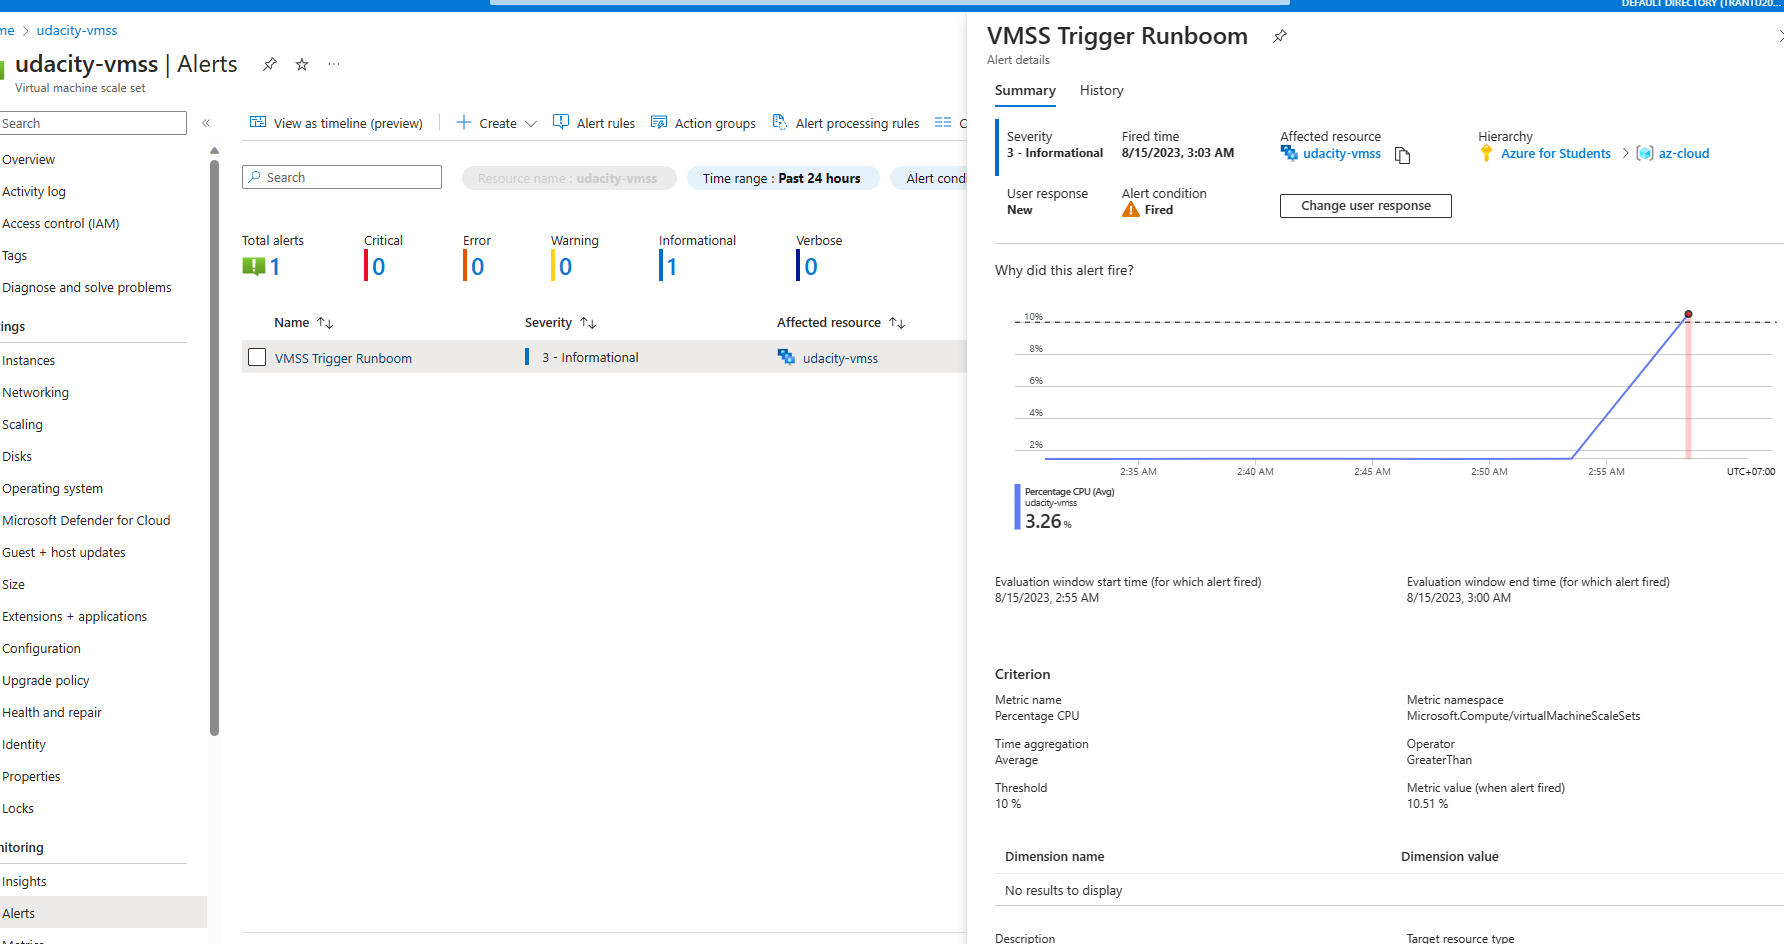 DEFAULT DIRECTORY (TRANTU20...
me > udacity-vmss
udacity-vmss | Alerts ...
Virtual machine scale set
Search «
Overview
Activity log
Access control (IAM)
Tags
Diagnose and solve problems
ings
Instances
Networking
Scaling
Disks
Operating system
Microsoft Defender for Cloud
Guest + host updates
Size
Extensions + applications
Configuration
Upgrade policy
Health and repair
Identity
Properties
Locks
nitoring
Insights
Alerts
Metrics
View as timeline (preview) Create Alert rules Action groups Alert processing rules C
Search Resource name : udacity-vmss Time range : Past 24 hours Alert condi
Total alerts Critical Error Warning Informational Verbose
1 0 0 0 1 0
Name ↑↓ Severity ↑↓ Affected resource ↑↓
VMSS Trigger Runboom 3 - Informational udacity-vmss
VMSS Trigger Runboom
Alert details
Summary History
Severity Fired time Affected resource Hierarchy
3 - Informational 8/15/2023, 3:03 AM udacity-vmss Azure for Students > az-cloud
User response Alert condition
New Fired Change user response
Why did this alert fire?
10%
8%
6%
4%
2%
2:35 AM 2:40 AM 2:45 AM 2:50 AM 2:55 AM UTC+07:00
Percentage CPU (Avg)
udacity-vmss
3.26 %
Evaluation window start time (for which alert fired) Evaluation window end time (for which alert fired)
8/15/2023, 2:55 AM 8/15/2023, 3:00 AM
Criterion
Metric name Metric namespace
Percentage CPU Microsoft.Compute/virtualMachineScaleSets
Time aggregation Operator
Average GreaterThan
Threshold Metric value (when alert fired)
10 % 10.51 %
Dimension name Dimension value
No results to display
Description Target resource type